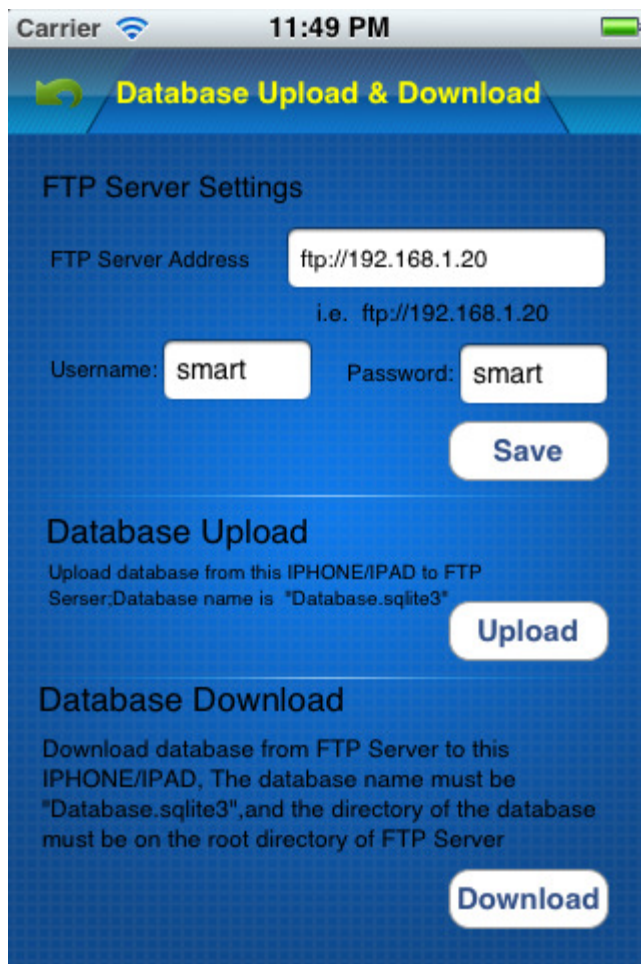 Carrier 11:49 PM
Database Upload & Download
FTP Server Settings
FTP Server Address ftp://192.168.1.20
i.e. ftp://192.168.1.20
Username: smart Password: smart
Save
Database Upload
Upload database from this IPHONE/IPAD to FTP
Serser;Database name is "Database.sqlite3"
Upload
Database Download
Download database from FTP Server to this
IPHONE/IPAD, The database name must be
"Database.sqlite3",and the directory of the database
must be on the root directory of FTP Server
Download